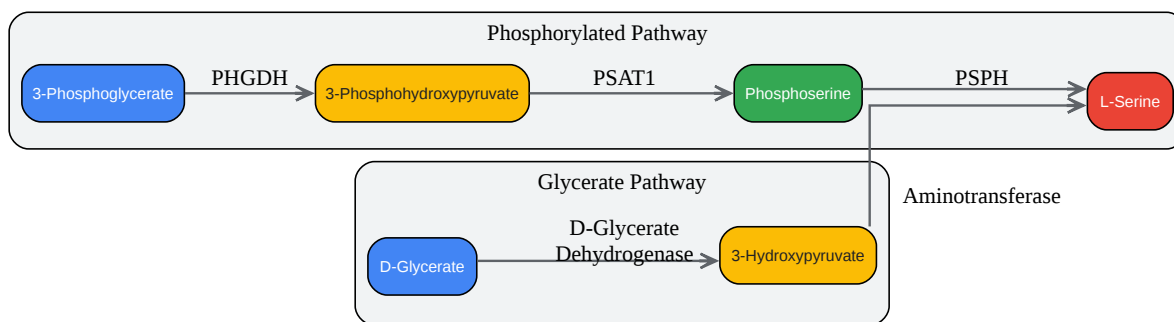 Phosphorylated Pathway
PHGDH
PSAT1
PSPH
3-Phosphoglycerate
3-Phosphohydroxypyruvate
Phosphoserine
L-Serine
Glycerate Pathway
Aminotransferase
D-Glycerate
Dehydrogenase
D-Glycerate
3-Hydroxypyruvate